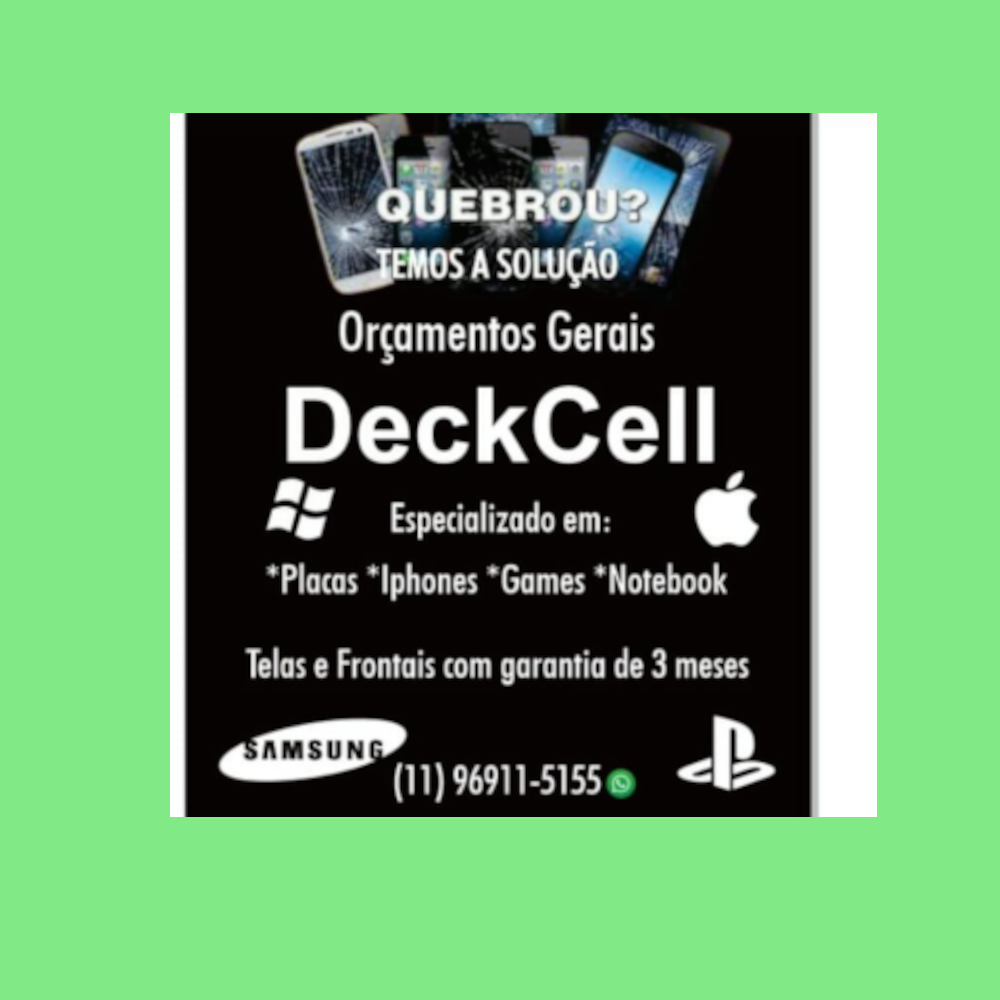 QUEBROU?
TEMOS A SOLUÇÃO
Orçamentos Gerais
DeckCell
Especializado em:
*Placas *Iphones *Games *Notebook
Telas e Frontais com garantia de 3 meses
SAMSUNG
(11) 96911-5155